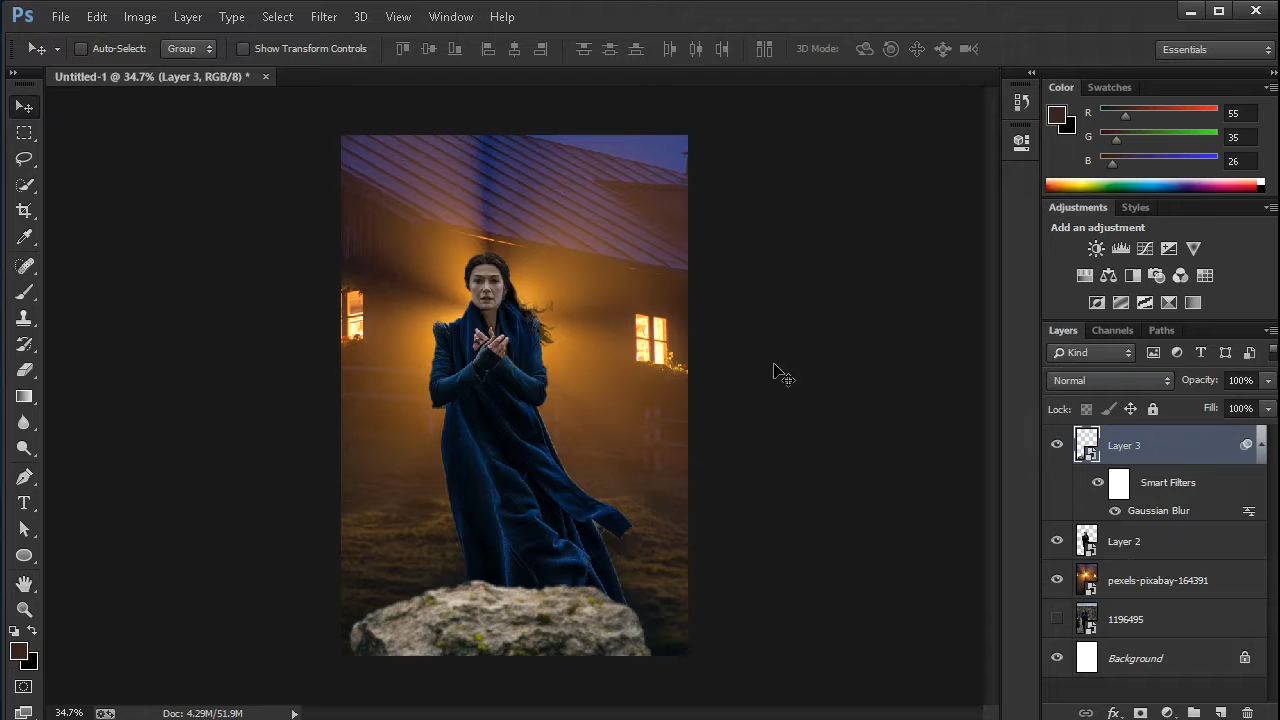 Ps File Edit Image Layer Type Select Filter 3D View Window Help
Auto-Select: Group Show Transform Controls 3D Mode: Essentials
Untitled-1 @ 34.7% (Layer 3, RGB/8) * ×
Color Swatches
R 55
G 35
B 26
Adjustments Styles
Add an adjustment
Layers Channels Paths
Kind
Normal Opacity: 100%
Lock: Fill: 100%
Layer 3
Smart Filters
Gaussian Blur
Layer 2
pexels-pixabay-164391
1196495
Background
34.7% Doc: 4.29M/51.9M